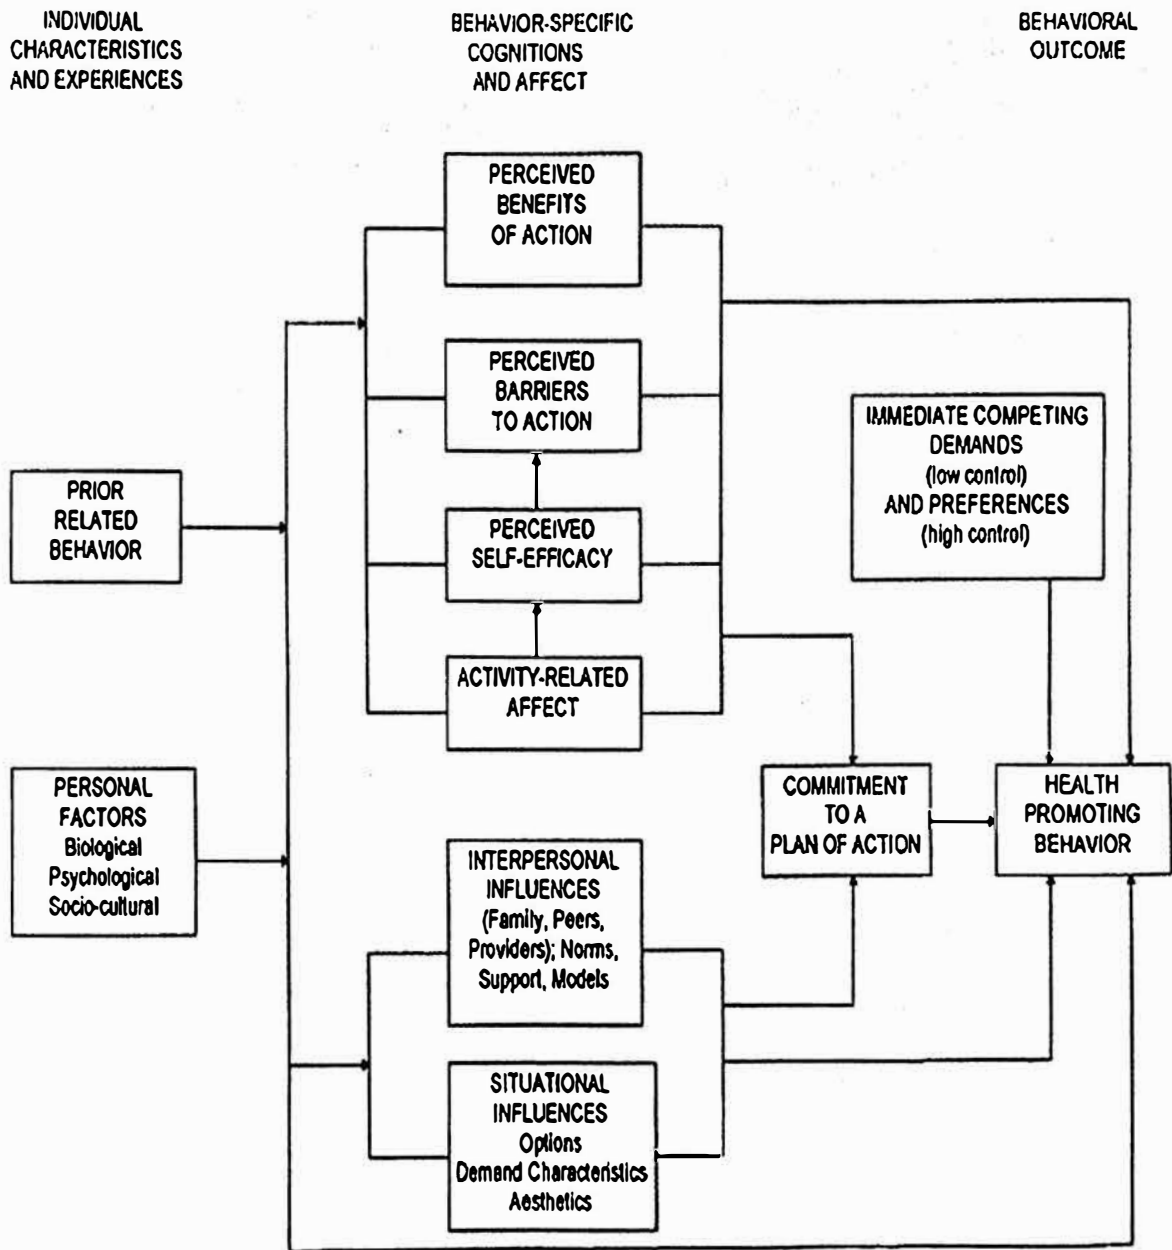 INDIVIDUAL
CHARACTERISTICS
AND EXPERIENCES
BEHAVIOR-SPECIFIC
COGNITIONS
AND AFFECT
BEHAVIORAL
OUTCOME
PERCEIVED
BENEFITS
OF ACTION
PERCEIVED
BARRIERS
TO ACTION
IMMEDIATE COMPETING
DEMANDS
(low control)
AND PREFERENCES
(high control)
PRIOR
RELATED
BEHAVIOR
PERCEIVED
SELF-EFFICACY
ACTIVITY-RELATED
AFFECT
PERSONAL
FACTORS
Biological
Psychological
Socio-cultural
COMMITMENT
TO A
PLAN OF ACTION
HEALTH
PROMOTING
BEHAVIOR
INTERPERSONAL
INFLUENCES
(Family, Peers,
Providers); Norms,
Support, Models
SITUATIONAL
INFLUENCES
Options
Demand Characteristics
Aesthetics